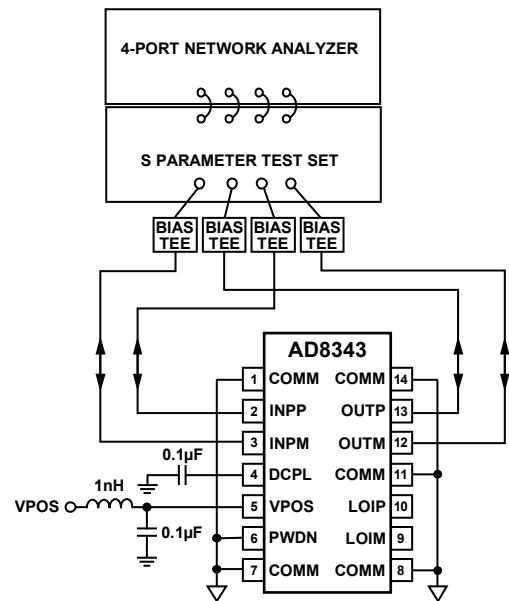 4-PORT NETWORK ANALYZER
S PARAMETER TEST SET
BIAS TEE
BIAS TEE
BIAS TEE
BIAS TEE
AD8343
1 COMM COMM 14
2 INPP OUTP 13
3 INPM OUTM 12
0.1µF
4 DCPL COMM 11
1nH
VPOS
5 VPOS LOIP 10
0.1µF
6 PWDN LOIM 9
7 COMM COMM 8